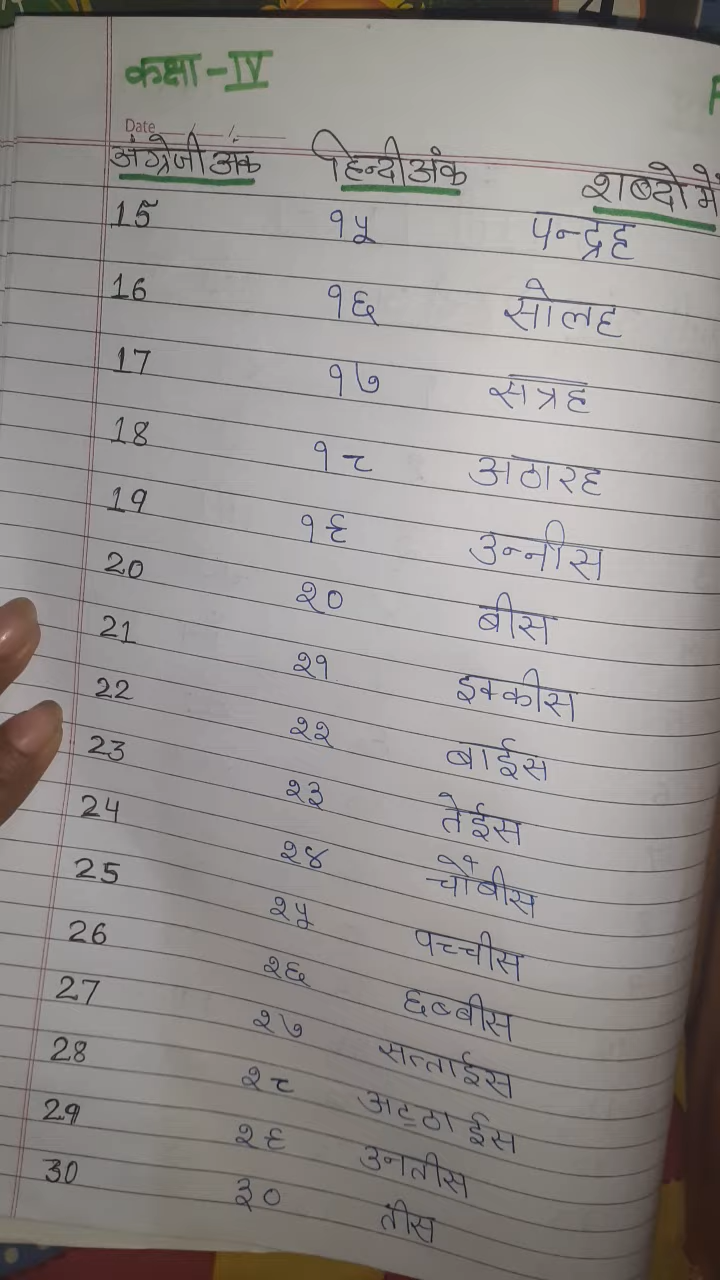 कक्षा - IV
Date
अंग्रेजी अंक हिन्दी अंक शब्दो में
15 १५ पन्द्रह
16 १६ सोलह
17 १७ सत्रह
18 १८ अठारह
19 १९ उन्नीस
20 २० बीस
21 २१ इक्कीस
22 २२ बाईस
23 २३ तेईस
24 २४ चौबीस
25 २५ पच्चीस
26 २६ छब्बीस
27 २७ सत्ताईस
28 २८ अट्ठाईस
29 २९ उनतीस
30 ३० तीस